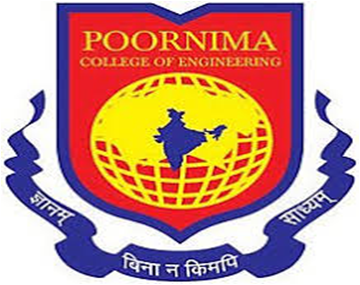 POORNIMA
COLLEGE OF ENGINEERING
ज्ञानम् विना न किमपि साध्यम्